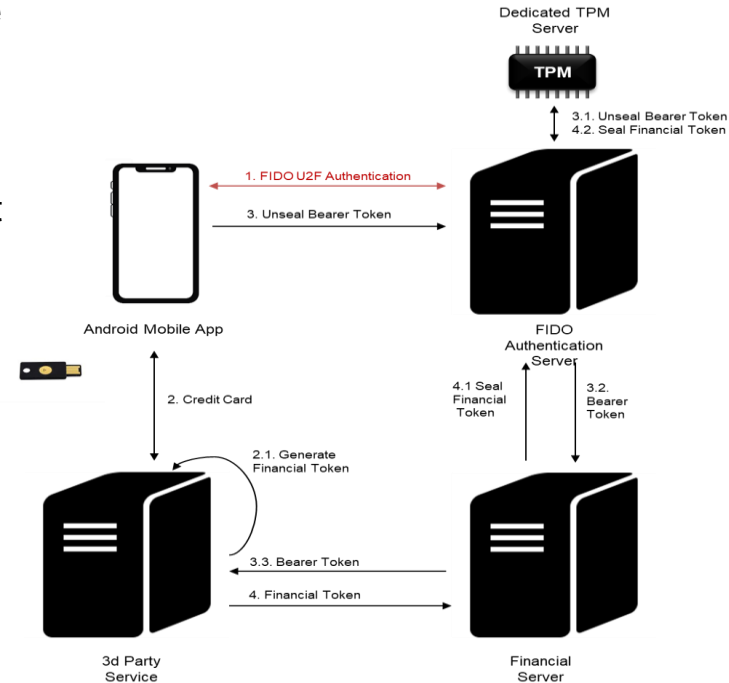 Dedicated TPM
Server
TPM
3.1. Unseal Bearer Token
4.2. Seal Financial Token
1. FIDO U2F Authentication
3. Unseal Bearer Token
Android Mobile App
FIDO
Authentication
Server
2. Credit Card
4.1 Seal
Financial
Token
3.2.
Bearer
Token
2.1. Generate
Financial Token
3.3. Bearer Token
4. Financial Token
3d Party
Service
Financial
Server